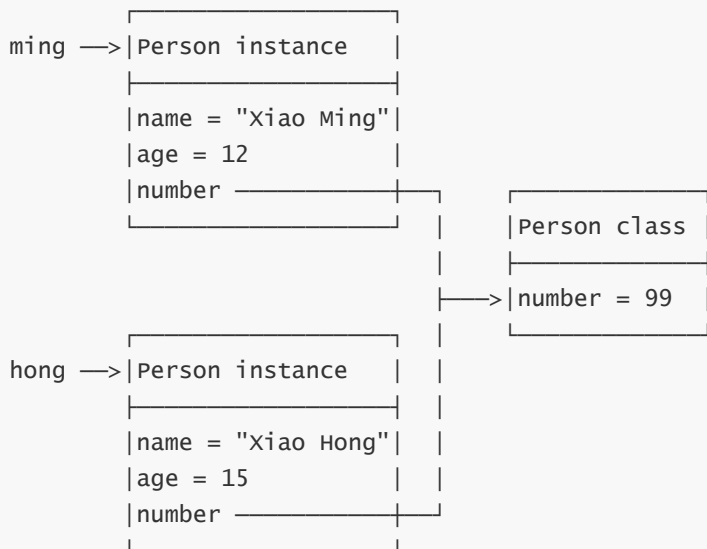 ming ──>│Person instance │
│name = "Xiao Ming"│
│age = 12 │
│number ───────────┼──┐
│Person class │
│number = 99 │
hong ──>│Person instance │
│name = "Xiao Hong"│
│age = 15 │
│number ───────────┼──┘